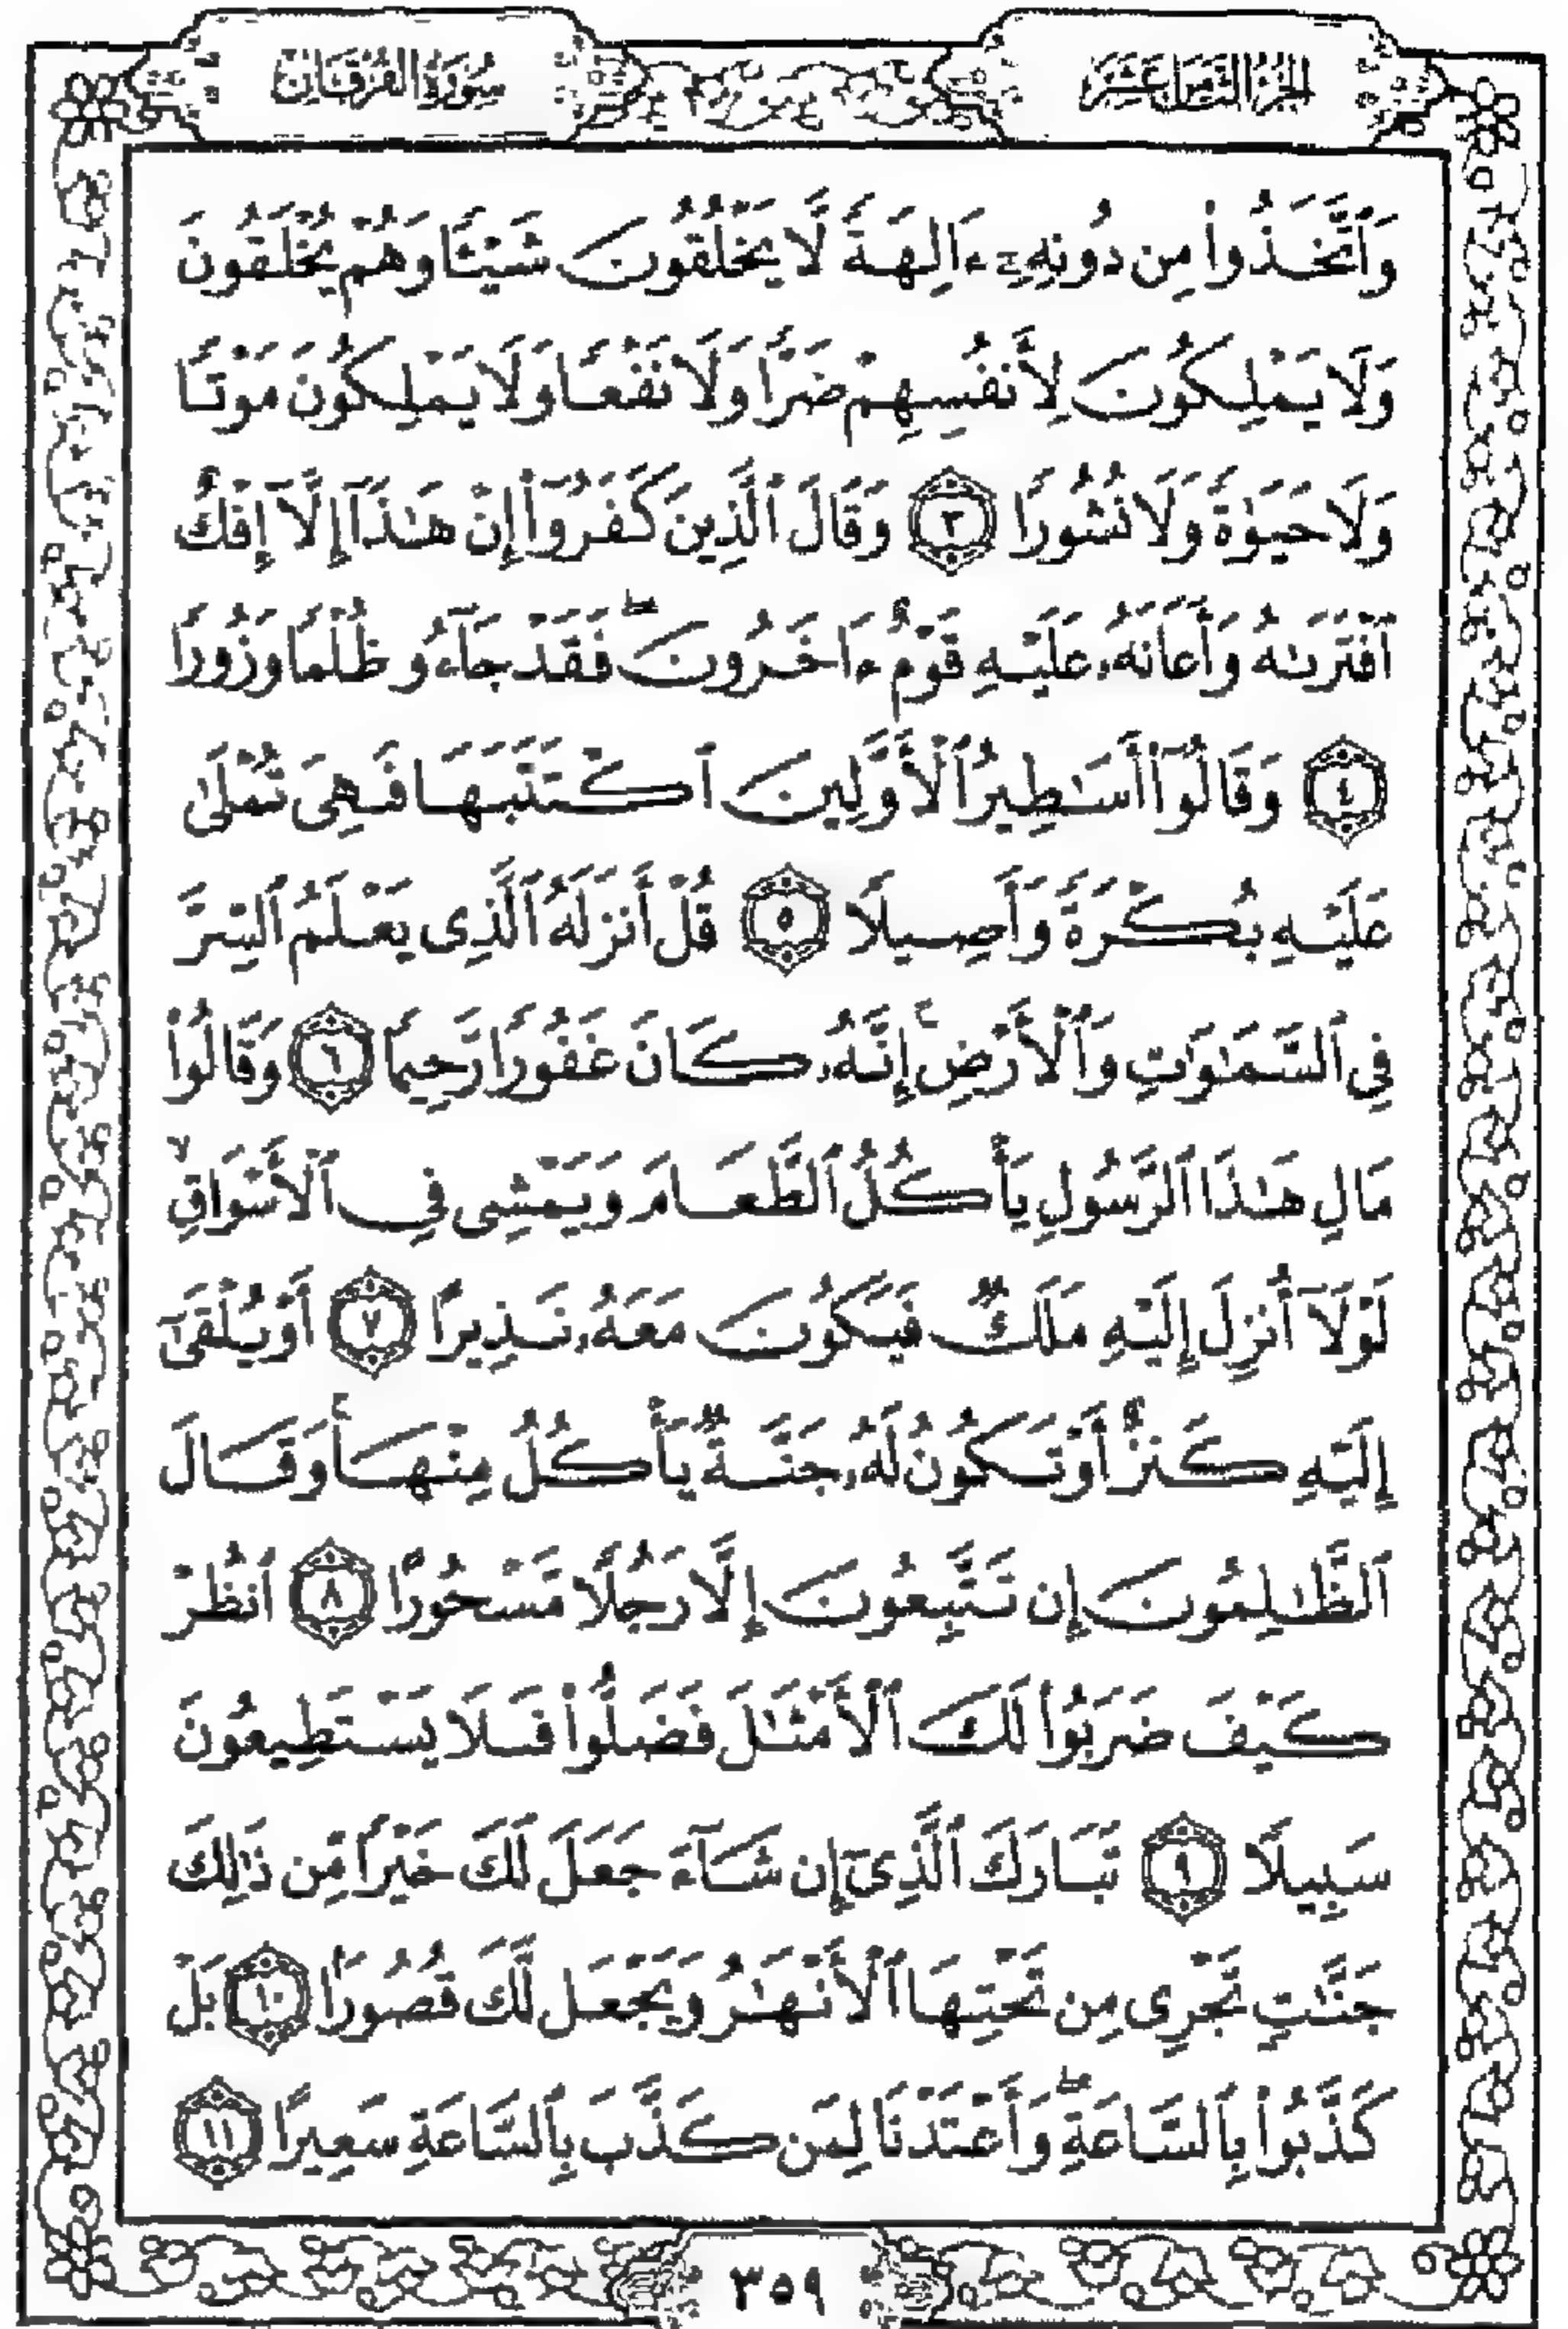 الجزء الثامن عشر
سورة الفرقان
وَٱتَّخَذُوا۟ مِن دُونِهِۦٓ ءَالِهَةً لَّا يَخْلُقُونَ شَيْـًٔا وَهُمْ يُخْلَقُونَ
وَلَا يَمْلِكُونَ لِأَنفُسِهِمْ ضَرًّا وَلَا نَفْعًا وَلَا يَمْلِكُونَ مَوْتًا
وَلَا حَيَوٰةً وَلَا نُشُورًا ٣ وَقَالَ ٱلَّذِينَ كَفَرُوٓا۟ إِنْ هَـٰذَآ إِلَّآ إِفْكٌ
ٱفْتَرَىٰهُ وَأَعَانَهُۥ عَلَيْهِ قَوْمٌ ءَاخَرُونَ ۖ فَقَدْ جَآءُو ظُلْمًا وَزُورًا
٤ وَقَالُوٓا۟ أَسَـٰطِيرُ ٱلْأَوَّلِينَ ٱكْتَتَبَهَا فَهِىَ تُمْلَىٰ
عَلَيْهِ بُكْرَةً وَأَصِيلًا ٥ قُلْ أَنزَلَهُ ٱلَّذِى يَعْلَمُ ٱلسِّرَّ
فِى ٱلسَّمَـٰوَٰتِ وَٱلْأَرْضِ ۚ إِنَّهُۥ كَانَ غَفُورًا رَّحِيمًا ٦ وَقَالُوا۟
مَالِ هَـٰذَا ٱلرَّسُولِ يَأْكُلُ ٱلطَّعَامَ وَيَمْشِى فِى ٱلْأَسْوَاقِ ۙ
لَوْلَآ أُنزِلَ إِلَيْهِ مَلَكٌ فَيَكُونَ مَعَهُۥ نَذِيرًا ٧ أَوْ يُلْقَىٰٓ
إِلَيْهِ كَنزٌ أَوْ تَكُونُ لَهُۥ جَنَّةٌ يَأْكُلُ مِنْهَا ۚ وَقَالَ
ٱلظَّـٰلِمُونَ إِن تَتَّبِعُونَ إِلَّا رَجُلًا مَّسْحُورًا ٨ ٱنظُرْ
كَيْفَ ضَرَبُوا۟ لَكَ ٱلْأَمْثَـٰلَ فَضَلُّوا۟ فَلَا يَسْتَطِيعُونَ
سَبِيلًا ٩ تَبَارَكَ ٱلَّذِىٓ إِن شَآءَ جَعَلَ لَكَ خَيْرًا مِّن ذَٰلِكَ
جَنَّـٰتٍ تَجْرِى مِن تَحْتِهَا ٱلْأَنْهَـٰرُ وَيَجْعَل لَّكَ قُصُورًۢا ١٠ بَلْ
كَذَّبُوا۟ بِٱلسَّاعَةِ ۖ وَأَعْتَدْنَا لِمَن كَذَّبَ بِٱلسَّاعَةِ سَعِيرًا ١١
٣٥٩